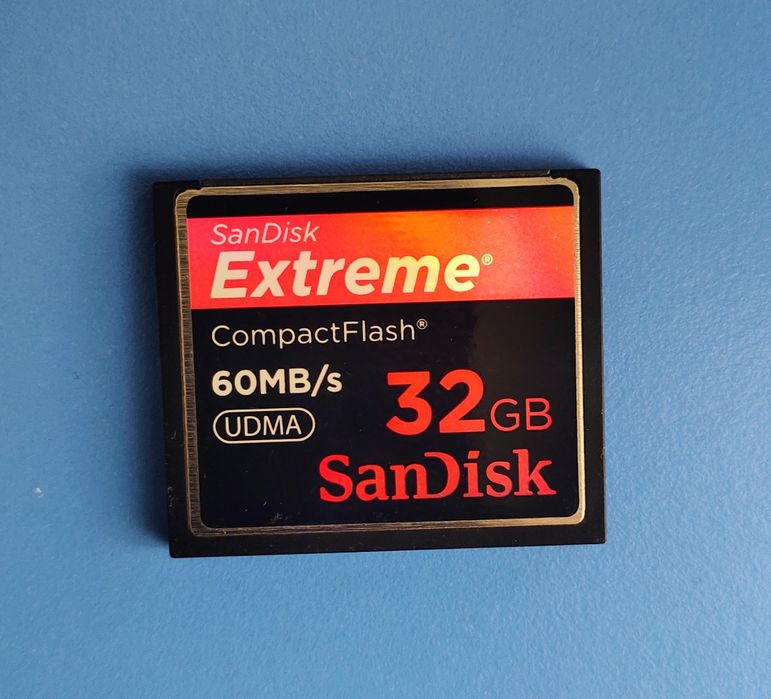 SanDisk
Extreme®
CompactFlash®
60MB/s
32GB
UDMA
SanDisk